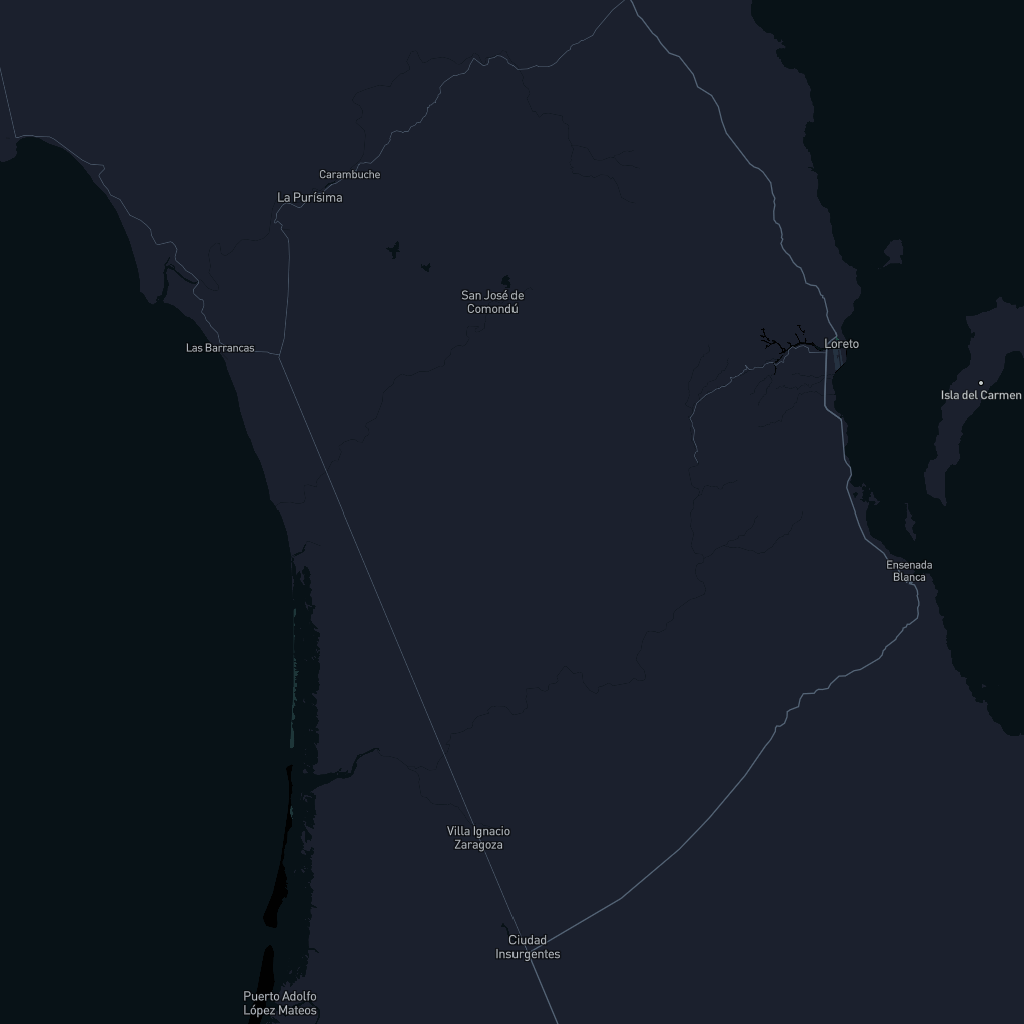 Carambuche
La Purísima
San José de
Comondú
Las Barrancas
Loreto
Isla del Carmen
Ensenada
Blanca
Villa Ignacio
Zaragoza
Ciudad
Insurgentes
Puerto Adolfo
López Mateos